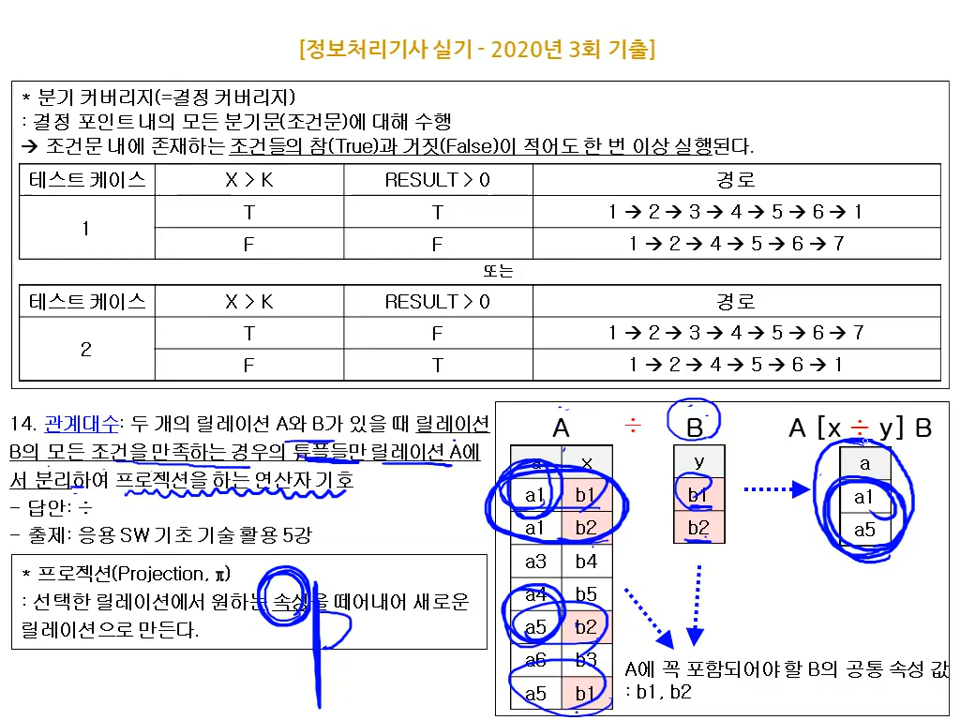 [정보처리기사 실기 - 2020년 3회 기출]
* 분기 커버리지(=결정 커버리지)
: 결정 포인트 내의 모든 분기문(조건문)에 대해 수행
→ 조건문 내에 존재하는 조건들의 참(True)과 거짓(False)이 적어도 한 번 이상 실행된다.
테스트 케이스 X > K RESULT > 0 경로
1 T T 1 → 2 → 3 → 4 → 5 → 6 → 1
F F 1 → 2 → 4 → 5 → 6 → 7
또는
테스트 케이스 X > K RESULT > 0 경로
2 T F 1 → 2 → 3 → 4 → 5 → 6 → 7
F T 1 → 2 → 4 → 5 → 6 → 1
14. 관계대수: 두 개의 릴레이션 A와 B가 있을 때 릴레이션
B의 모든 조건을 만족하는 경우의 튜플들만 릴레이션 A에
서 분리하여 프로젝션을 하는 연산자 기호
- 답안: ÷
- 출제: 응용 SW 기초 기술 활용 5강
* 프로젝션(Projection, π)
: 선택한 릴레이션에서 원하는 속성을 떼어내어 새로운
릴레이션으로 만든다.
A ÷ B A [x ÷ y] B
a x y a
a1 b1 b1 a1
a1 b2 b2 a5
a3 b4
a4 b5
a5 b2
a6 b3
a5 b1
A에 꼭 포함되어야 할 B의 공통 속성 값
: b1, b2